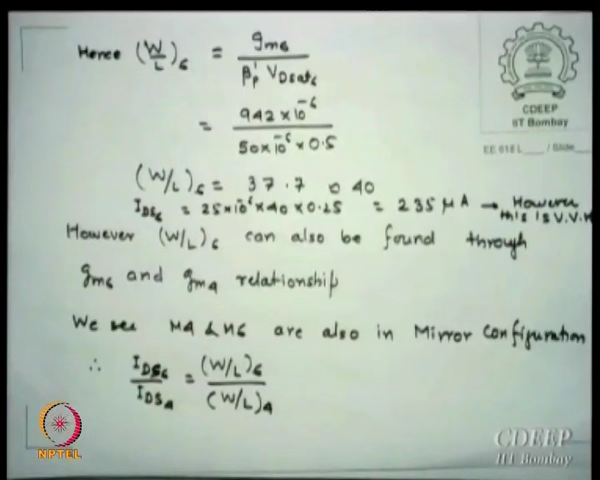 Hence (W/L)6 = gm6 / β'p VDsat6
= 942×10^-6 / 50×10^-6 × 0.5
(W/L)6 = 37.7 ≈ 40
IDS6 = 25×10^-6×40×0.25 = 235 μA → However this is V.V.H
However (W/L)6 can also be found through
gm6 and gm4 relationship
We see M4 & M6 are also in Mirror Configuration
∴ IDS6 / IDS4 = (W/L)6 / (W/L)4
CDEEP
IIT Bombay
EE 618 L____ / Slide___
NPTEL
CDEEP
IIT Bombay